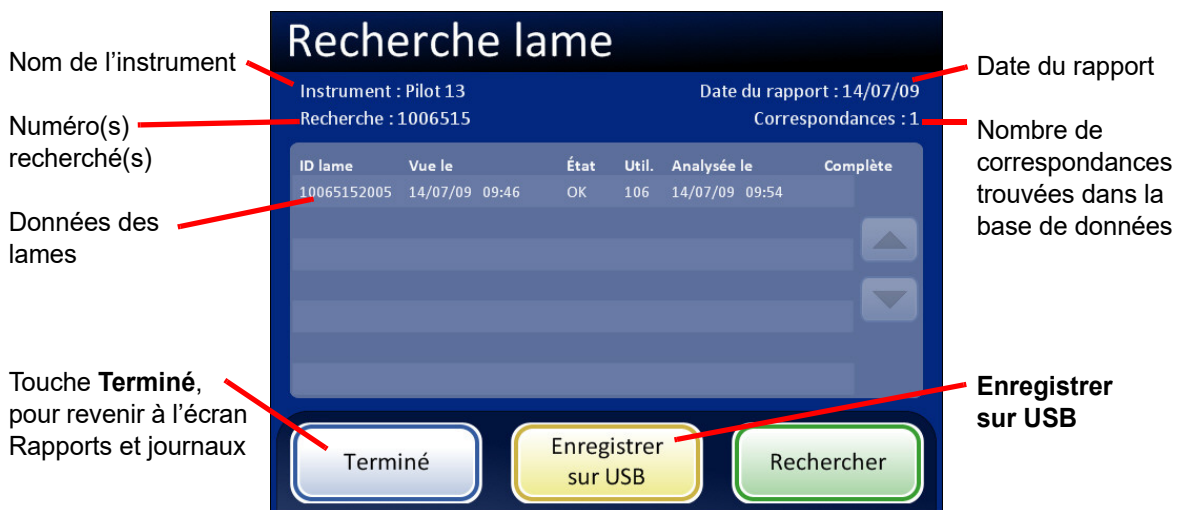 Recherche lame
Nom de l'instrument
Instrument : Pilot 13
Date du rapport : 14/07/09
Date du rapport
Numéro(s)
recherché(s)
Recherche : 1006515
Correspondances : 1
Nombre de
correspondances
trouvées dans la
base de données
ID lame Vue le État Util. Analysée le Complète
10065152005 14/07/09 09:46 OK 106 14/07/09 09:54
Données des
lames
Touche Terminé,
pour revenir à l'écran
Rapports et journaux
Enregistrer
sur USB
Terminé
Enregistrer
sur USB
Rechercher